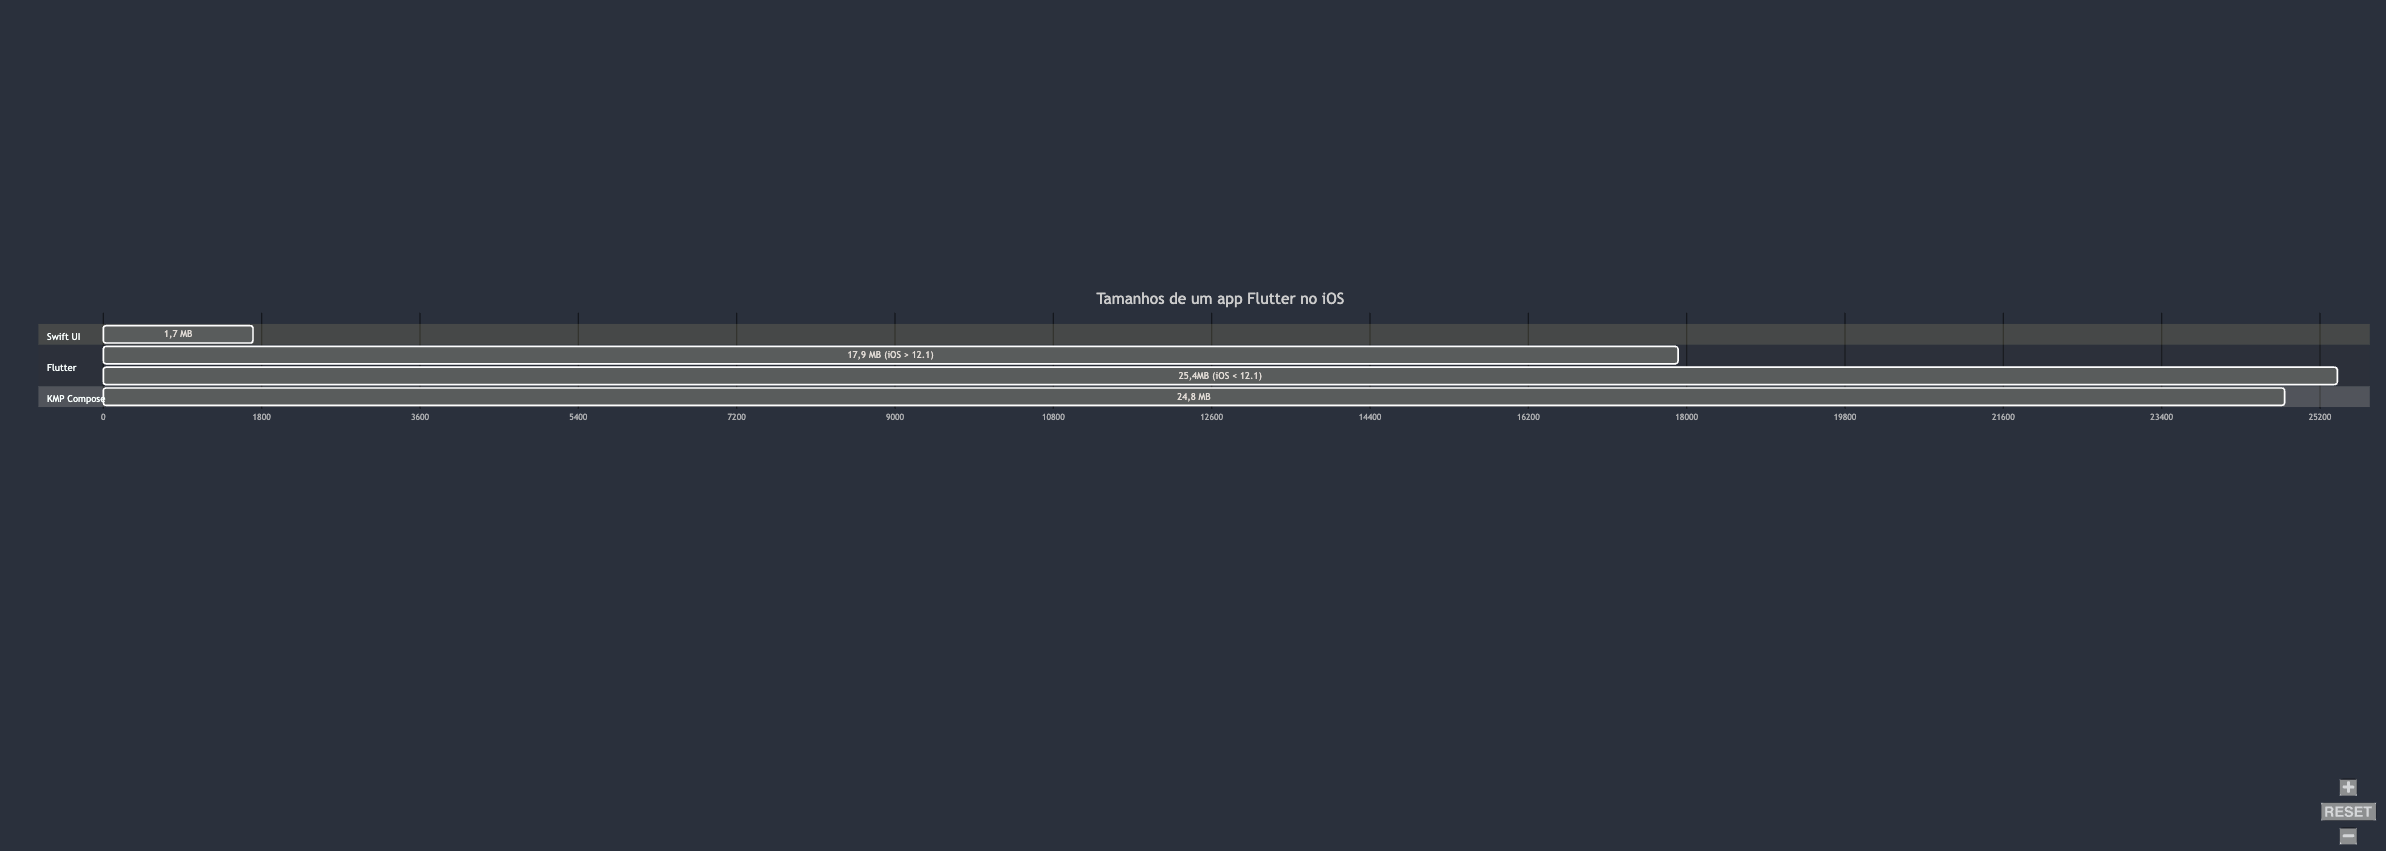 Tamanhos de um app Flutter no iOS
Swift UI
1,7 MB
17,9 MB (iOS > 12.1)
Flutter
25,4MB (iOS < 12.1)
KMP Compose
24,8 MB
0 1800 3600 5400 7200 9000 10800 12600 14400 16200 18000 19800 21600 23400 25200
+
RESET
−